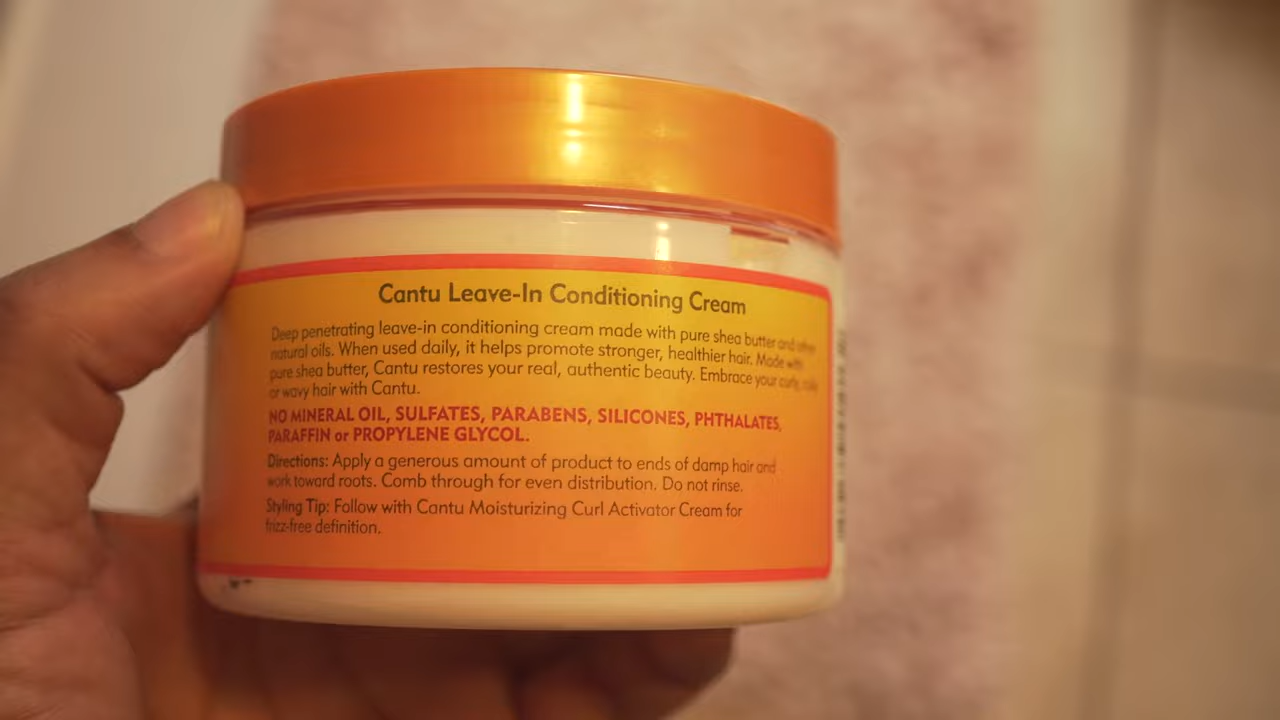 Cantu Leave-In Conditioning Cream
Deep penetrating leave-in conditioning cream made with pure shea butter and other
natural oils. When used daily, it helps promote stronger, healthier hair. Made with
pure shea butter, Cantu restores your real, authentic beauty. Embrace your curly,
or wavy hair with Cantu.
NO MINERAL OIL, SULFATES, PARABENS, SILICONES, PHTHALATES,
PARAFFIN or PROPYLENE GLYCOL.
Directions: Apply a generous amount of product to ends of damp hair and
work toward roots. Comb through for even distribution. Do not rinse.
Styling Tip: Follow with Cantu Moisturizing Curl Activator Cream for
frizz-free definition.